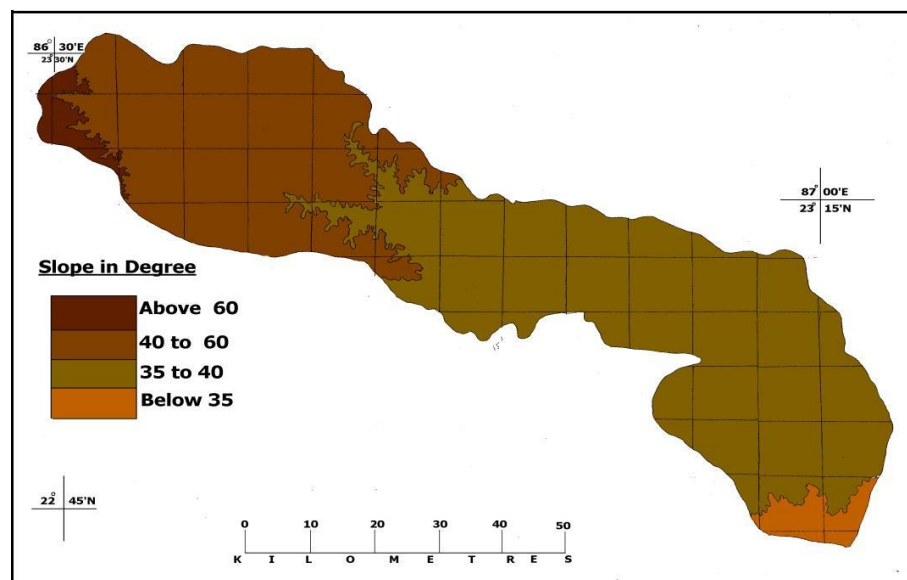 86° 30'E
23° 30'N
87° 00'E
23° 15'N
Slope in Degree
Above 60
40 to 60
35 to 40
Below 35
15'
22° 45'N
0 10 20 30 40 50
K I L O M E T R E S